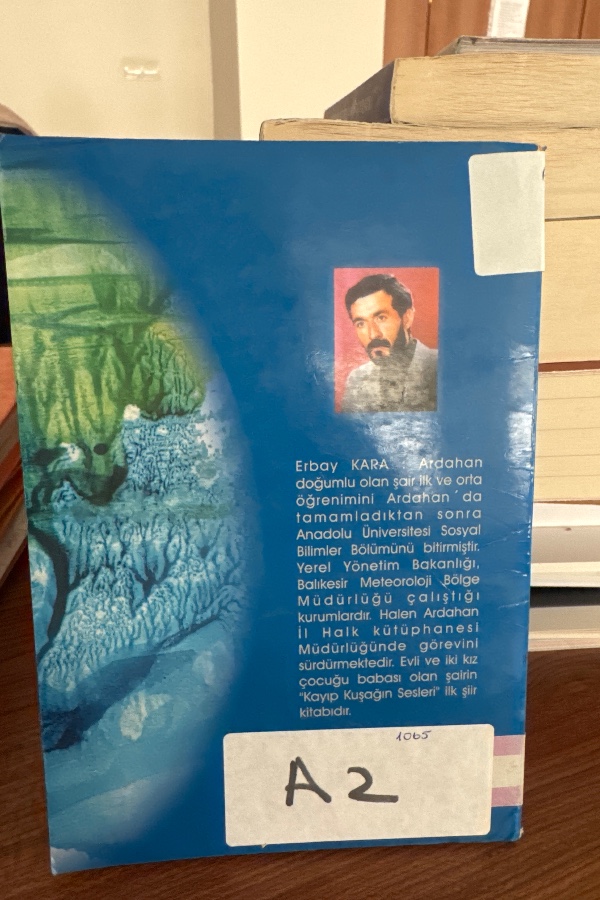 Erbay KARA : Ardahan
doğumlu olan şair ilk ve orta
öğrenimini Ardahan´da
tamamladıktan sonra
Anadolu Üniversitesi Sosyal
Bilimler Bölümünü bitirmiştir.
Yerel Yönetim Bakanlığı,
Balıkesir Meteoroloji Bölge
Müdürlüğü çalıştığı
kurumlardır. Halen Ardahan
İl Halk kütüphanesi
Müdürlüğünde görevini
sürdürmektedir. Evli ve iki kız
çocuğu babası olan şairin
"Kayıp Kuşağın Sesleri" ilk şiir
kitabıdır.
1065
A2